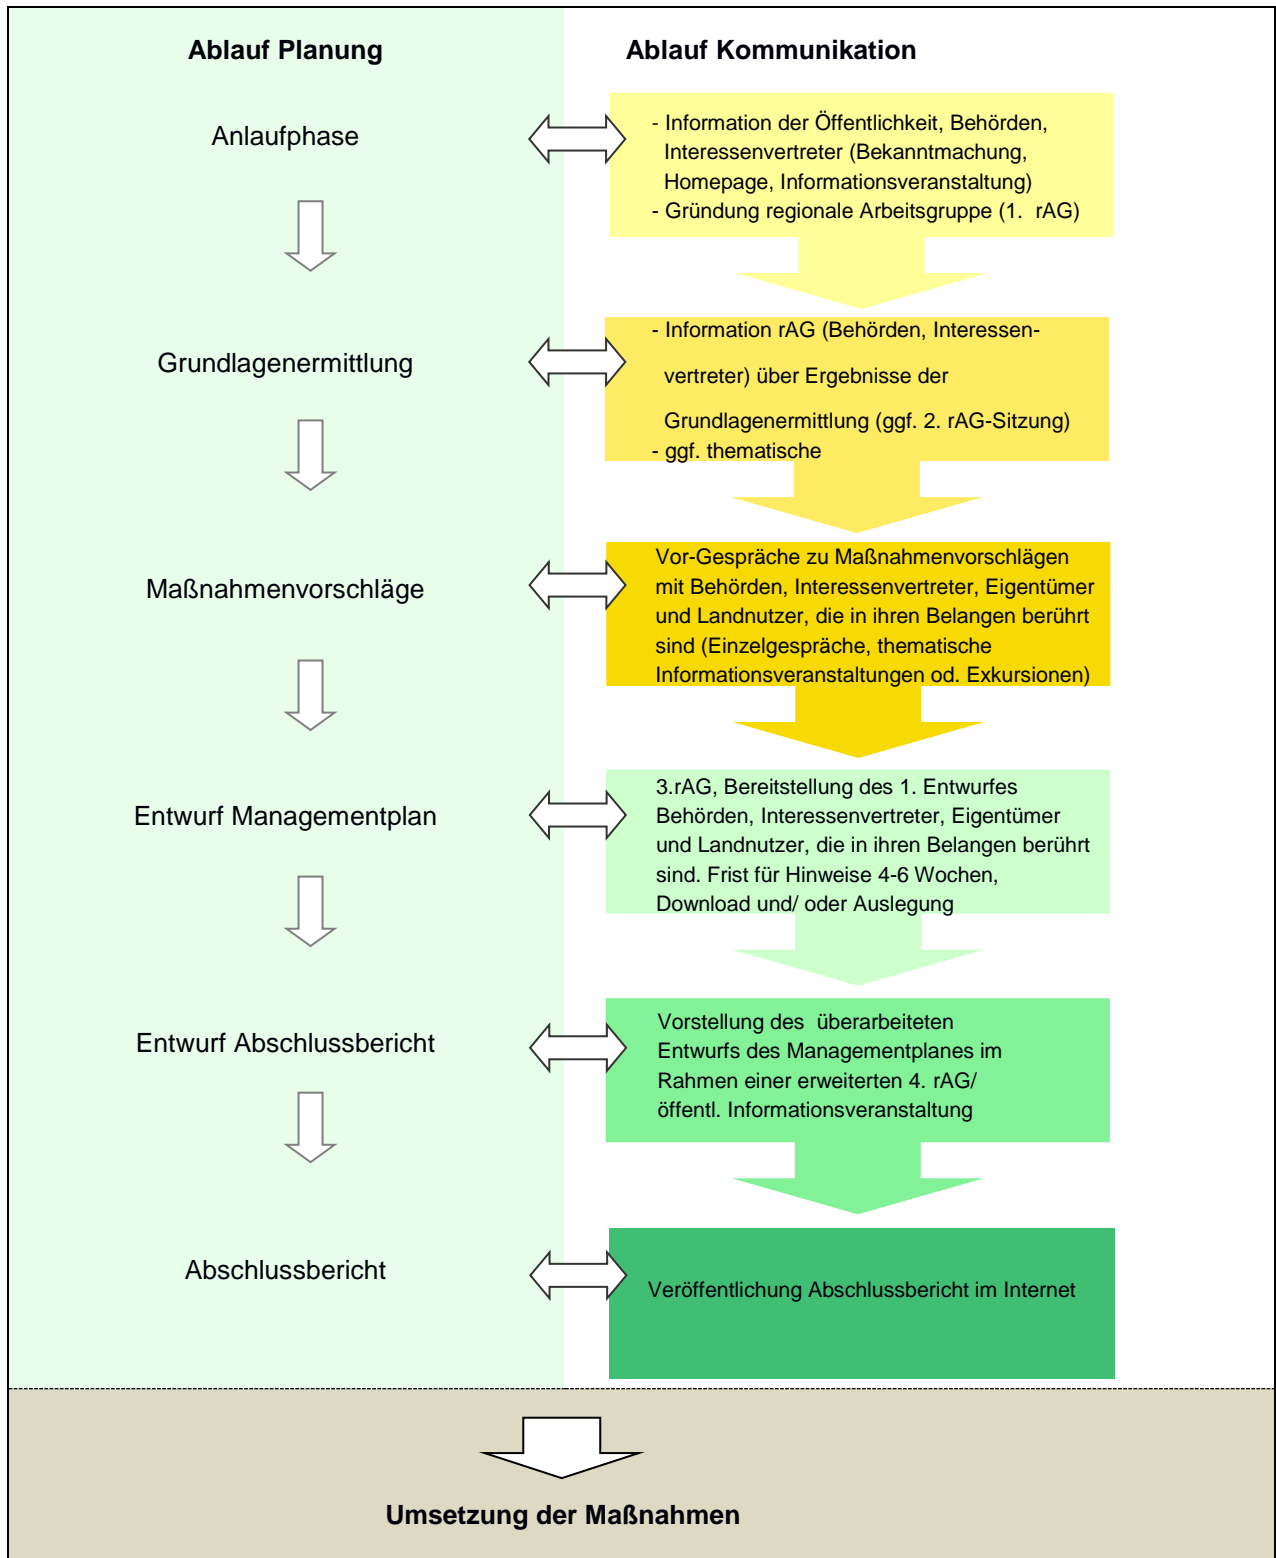 Ablauf Planung
Ablauf Kommunikation
Anlaufphase
- Information der Öffentlichkeit, Behörden,
Interessenvertreter (Bekanntmachung,
Homepage, Informationsveranstaltung)
- Gründung regionale Arbeitsgruppe (1. rAG)
Grundlagenermittlung
- Information rAG (Behörden, Interessen-
vertreter) über Ergebnisse der
Grundlagenermittlung (ggf. 2. rAG-Sitzung)
- ggf. thematische
Maßnahmenvorschläge
Vor-Gespräche zu Maßnahmenvorschlägen
mit Behörden, Interessenvertreter, Eigentümer
und Landnutzer, die in ihren Belangen berührt
sind (Einzelgespräche, thematische
Informationsveranstaltungen od. Exkursionen)
Entwurf Managementplan
3.rAG, Bereitstellung des 1. Entwurfes
Behörden, Interessenvertreter, Eigentümer
und Landnutzer, die in ihren Belangen berührt
sind. Frist für Hinweise 4-6 Wochen,
Download und/ oder Auslegung
Entwurf Abschlussbericht
Vorstellung des überarbeiteten
Entwurfs des Managementplanes im
Rahmen einer erweiterten 4. rAG/
öffentl. Informationsveranstaltung
Abschlussbericht
Veröffentlichung Abschlussbericht im Internet
Umsetzung der Maßnahmen